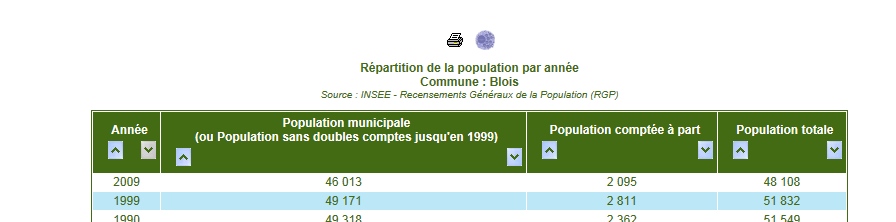 Répartition de la population par année
Commune : Blois
Source : INSEE - Recensements Généraux de la Population (RGP)
Année Population municipale (ou Population sans doubles comptes jusqu'en 1999) Population comptée à part Population totale
2009 46 013 2 095 48 108
1999 49 171 2 811 51 832
1990 49 318 2 362 51 549